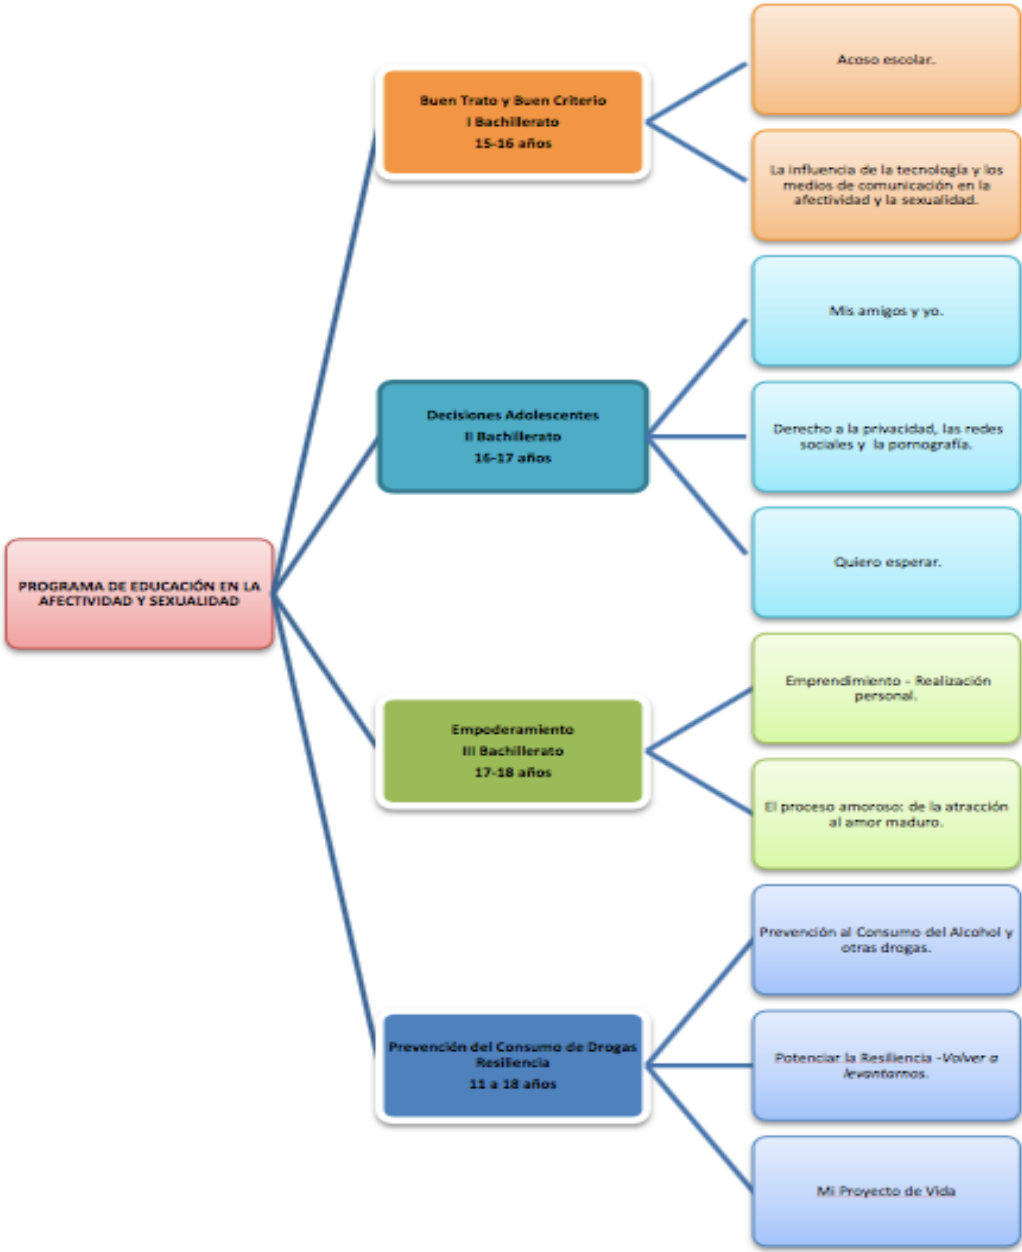 PROGRAMA DE EDUCACIÓN EN LA
AFECTIVIDAD Y SEXUALIDAD
Buen Trato y Buen Criterio
I Bachillerato
15-16 años
Acoso escolar.
La influencia de la tecnología y los
medios de comunicación en la
afectividad y la sexualidad.
Decisiones Adolescentes
II Bachillerato
16-17 años
Mis amigos y yo.
Derecho a la privacidad, las redes
sociales y la pornografía.
Quiero esperar.
Empoderamiento
III Bachillerato
17-18 años
Emprendimiento - Realización
personal.
El proceso amoroso: de la atracción
al amor maduro.
Prevención del Consumo de Drogas
Resiliencia
11 a 18 años
Prevención al Consumo del Alcohol y
otras drogas.
Potenciar la Resiliencia -Volver a
levantarnos.
Mi Proyecto de Vida